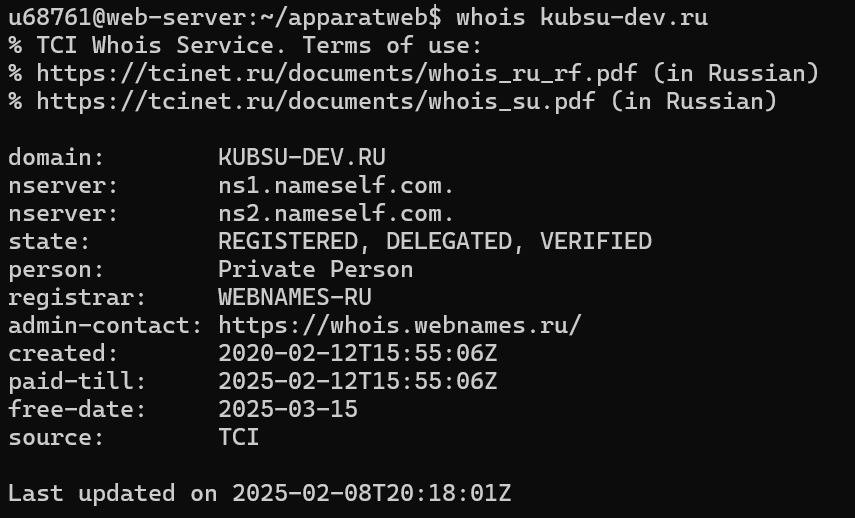 u68761@web-server:~/apparatweb$ whois kubsu-dev.ru
% TCI Whois Service. Terms of use:
% https://tcinet.ru/documents/whois_ru_rf.pdf (in Russian)
% https://tcinet.ru/documents/whois_su.pdf (in Russian)

domain:        KUBSU-DEV.RU
nserver:       ns1.nameself.com.
nserver:       ns2.nameself.com.
state:         REGISTERED, DELEGATED, VERIFIED
person:        Private Person
registrar:     WEBNAMES-RU
admin-contact: https://whois.webnames.ru/
created:       2020-02-12T15:55:06Z
paid-till:     2025-02-12T15:55:06Z
free-date:     2025-03-15
source:        TCI

Last updated on 2025-02-08T20:18:01Z